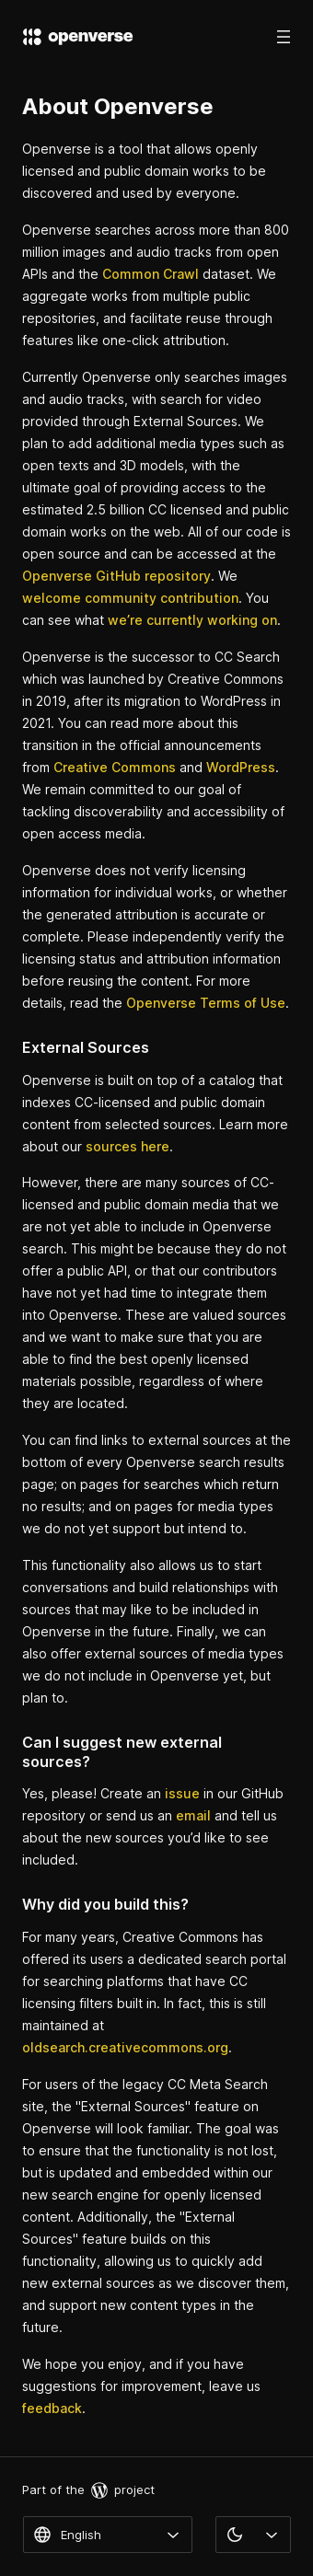 openverse
About Openverse
Openverse is a tool that allows openly
licensed and public domain works to be
discovered and used by everyone.
Openverse searches across more than 800
million images and audio tracks from open
APIs and the Common Crawl dataset. We
aggregate works from multiple public
repositories, and facilitate reuse through
features like one-click attribution.
Currently Openverse only searches images
and audio tracks, with search for video
provided through External Sources. We
plan to add additional media types such as
open texts and 3D models, with the
ultimate goal of providing access to the
estimated 2.5 billion CC licensed and public
domain works on the web. All of our code is
open source and can be accessed at the
Openverse GitHub repository. We
welcome community contribution. You
can see what we’re currently working on.
Openverse is the successor to CC Search
which was launched by Creative Commons
in 2019, after its migration to WordPress in
2021. You can read more about this
transition in the official announcements
from Creative Commons and WordPress.
We remain committed to our goal of
tackling discoverability and accessibility of
open access media.
Openverse does not verify licensing
information for individual works, or whether
the generated attribution is accurate or
complete. Please independently verify the
licensing status and attribution information
before reusing the content. For more
details, read the Openverse Terms of Use.
External Sources
Openverse is built on top of a catalog that
indexes CC-licensed and public domain
content from selected sources. Learn more
about our sources here.
However, there are many sources of CC-
licensed and public domain media that we
are not yet able to include in Openverse
search. This might be because they do not
offer a public API, or that our contributors
have not yet had time to integrate them
into Openverse. These are valued sources
and we want to make sure that you are
able to find the best openly licensed
materials possible, regardless of where
they are located.
You can find links to external sources at the
bottom of every Openverse search results
page; on pages for searches which return
no results; and on pages for media types
we do not yet support but intend to.
This functionality also allows us to start
conversations and build relationships with
sources that may like to be included in
Openverse in the future. Finally, we can
also offer external sources of media types
we do not include in Openverse yet, but
plan to.
Can I suggest new external
sources?
Yes, please! Create an issue in our GitHub
repository or send us an email and tell us
about the new sources you’d like to see
included.
Why did you build this?
For many years, Creative Commons has
offered its users a dedicated search portal
for searching platforms that have CC
licensing filters built in. In fact, this is still
maintained at
oldsearch.creativecommons.org.
For users of the legacy CC Meta Search
site, the "External Sources" feature on
Openverse will look familiar. The goal was
to ensure that the functionality is not lost,
but is updated and embedded within our
new search engine for openly licensed
content. Additionally, the "External
Sources" feature builds on this
functionality, allowing us to quickly add
new external sources as we discover them,
and support new content types in the
future.
We hope you enjoy, and if you have
suggestions for improvement, leave us
feedback.
Part of the project
English